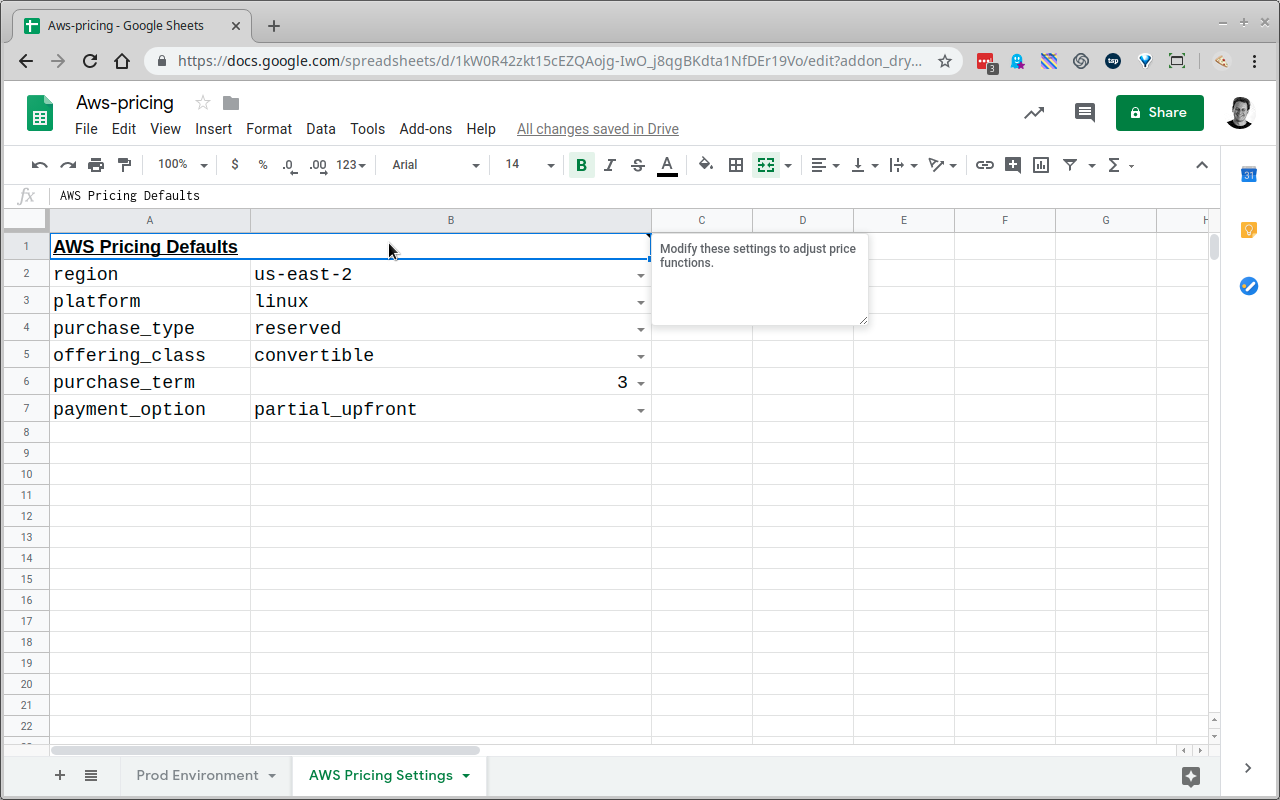 Aws-pricing - Google Sheets
https://docs.google.com/spreadsheets/d/1kW0R42zkt15cEZQAojg-IwO_j8qgBKdta1NfDEr19Vo/edit?addon_dry...
3
tsp
Aws-pricing
File Edit View Insert Format Data Tools Add-ons Help All changes saved in Drive
Share
100% $ % .0 .00 123 Arial 14 B I S A Σ
31
fx AWS Pricing Defaults
A B C D E F G H
1 AWS Pricing Defaults
Modify these settings to adjust price
functions.
2 region us-east-2
3 platform linux
4 purchase_type reserved
5 offering_class convertible
6 purchase_term 3
7 payment_option partial_upfront
8
9
10
11
12
13
14
15
16
17
18
19
20
21
22
Prod Environment AWS Pricing Settings